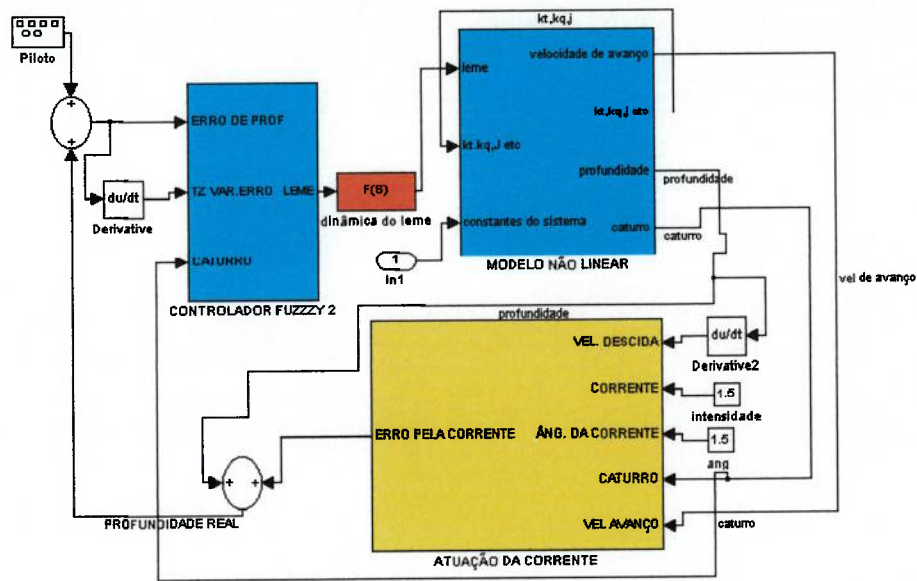 kt,kq,j
Piloto
+
+
leme
velocidade de avanço
kt,kq,j etc
kt.kq,J etc
profundidade
profundidade
constantes do sistema
caturro
caturro
MODELO NÃO LINEAR
ERRO DE PROF
TZ VAR.ERRO
LEME
CATURRO
CONTROLADOR FUZZZY 2
du/dt
Derivative
F(S)
dinâmica do leme
1
In1
vel de avanço
profundidade
VEL. DESCIDA
du/dt
Derivative2
CORRENTE
1.5
intensidade
ERRO PELA CORRENTE
ÂNG. DA CORRENTE
1.5
ang
CATURRO
+
+
PROFUNDIDADE REAL
VEL AVANÇO
caturro
ATUAÇÃO DA CORRENTE